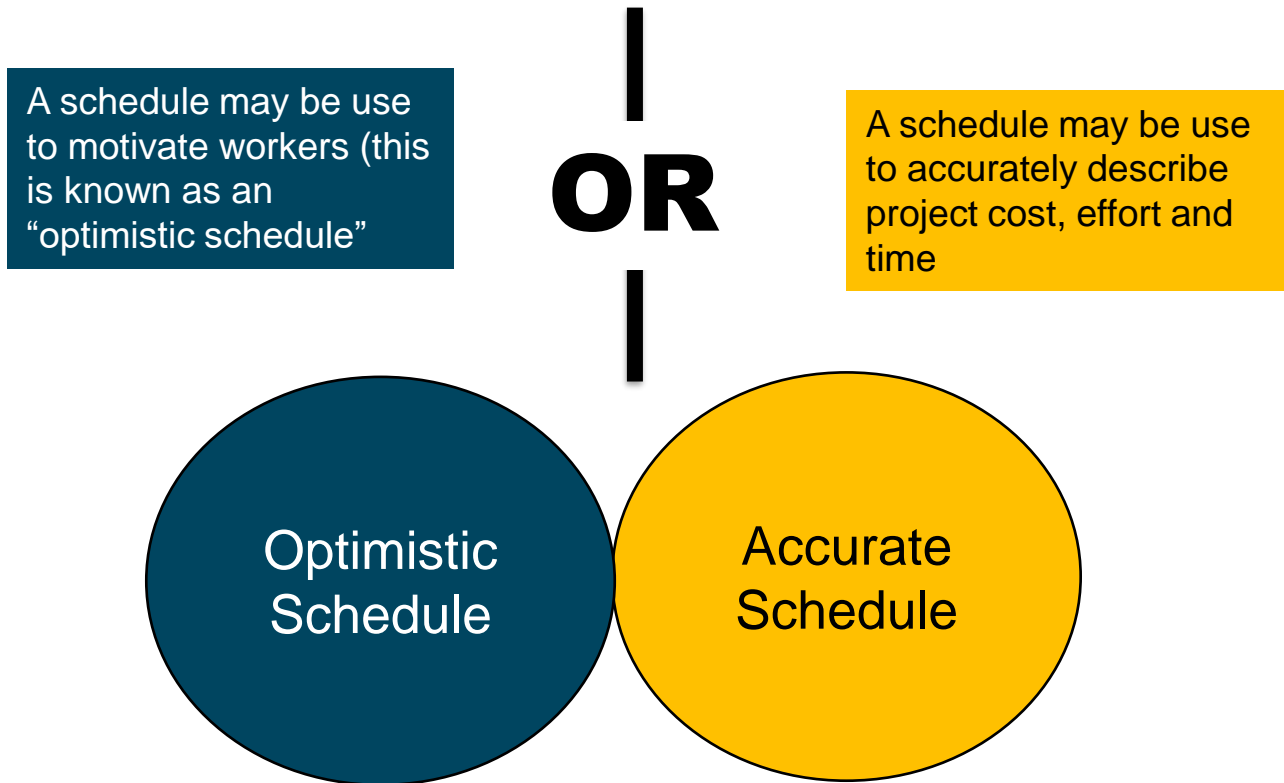 A schedule may be use
to motivate workers (this
is known as an
“optimistic schedule”
OR
A schedule may be use
to accurately describe
project cost, effort and
time
Optimistic
Schedule
Accurate
Schedule